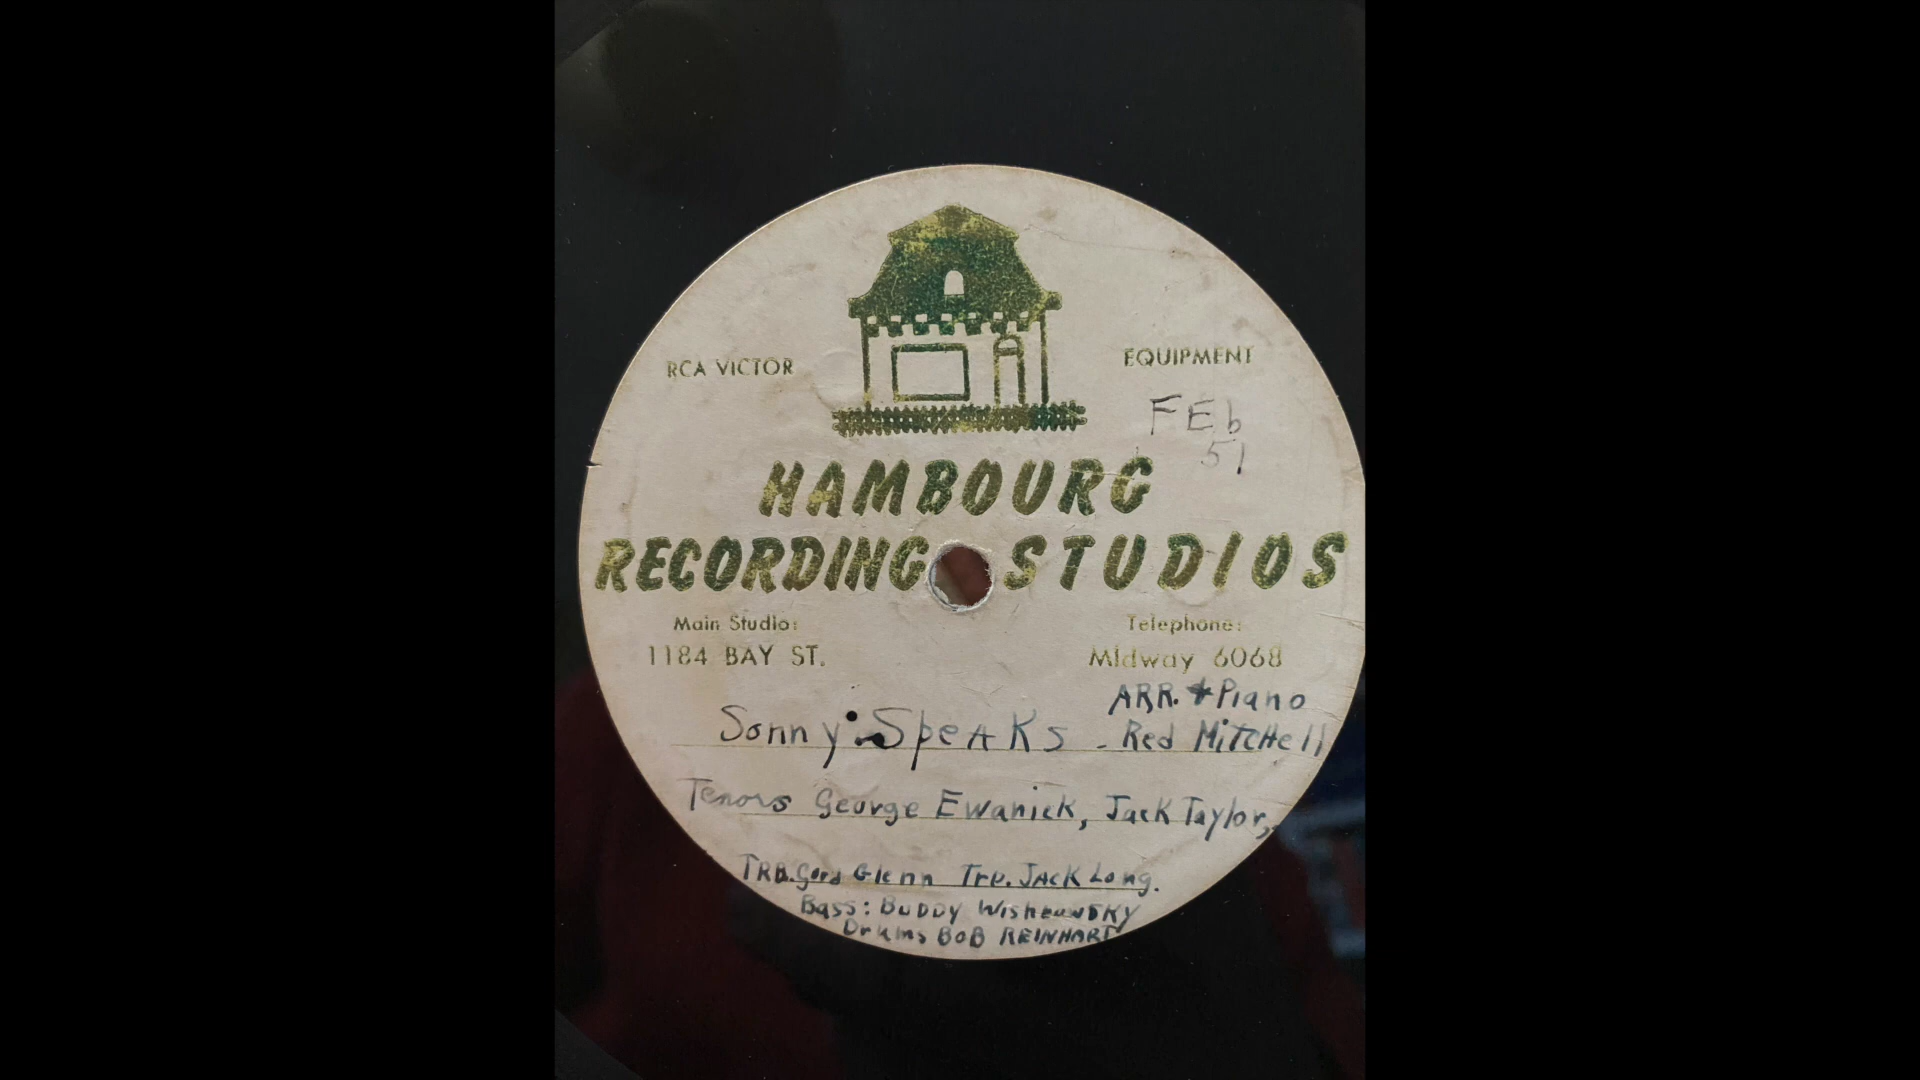 RCA VICTOR EQUIPMENT
FEb
51
HAMBOURG
RECORDING STUDIOS
Main Studio: Telephone:
1184 BAY ST. MIdway 6068
ARR. + Piano
Sonny Speaks - Red MITCHell
Tenors George Ewanick, Jack Taylor,
TRB. Gord Glenn Trp. JAcK Long.
Bass: BuDDy
Drums BoB REINHART